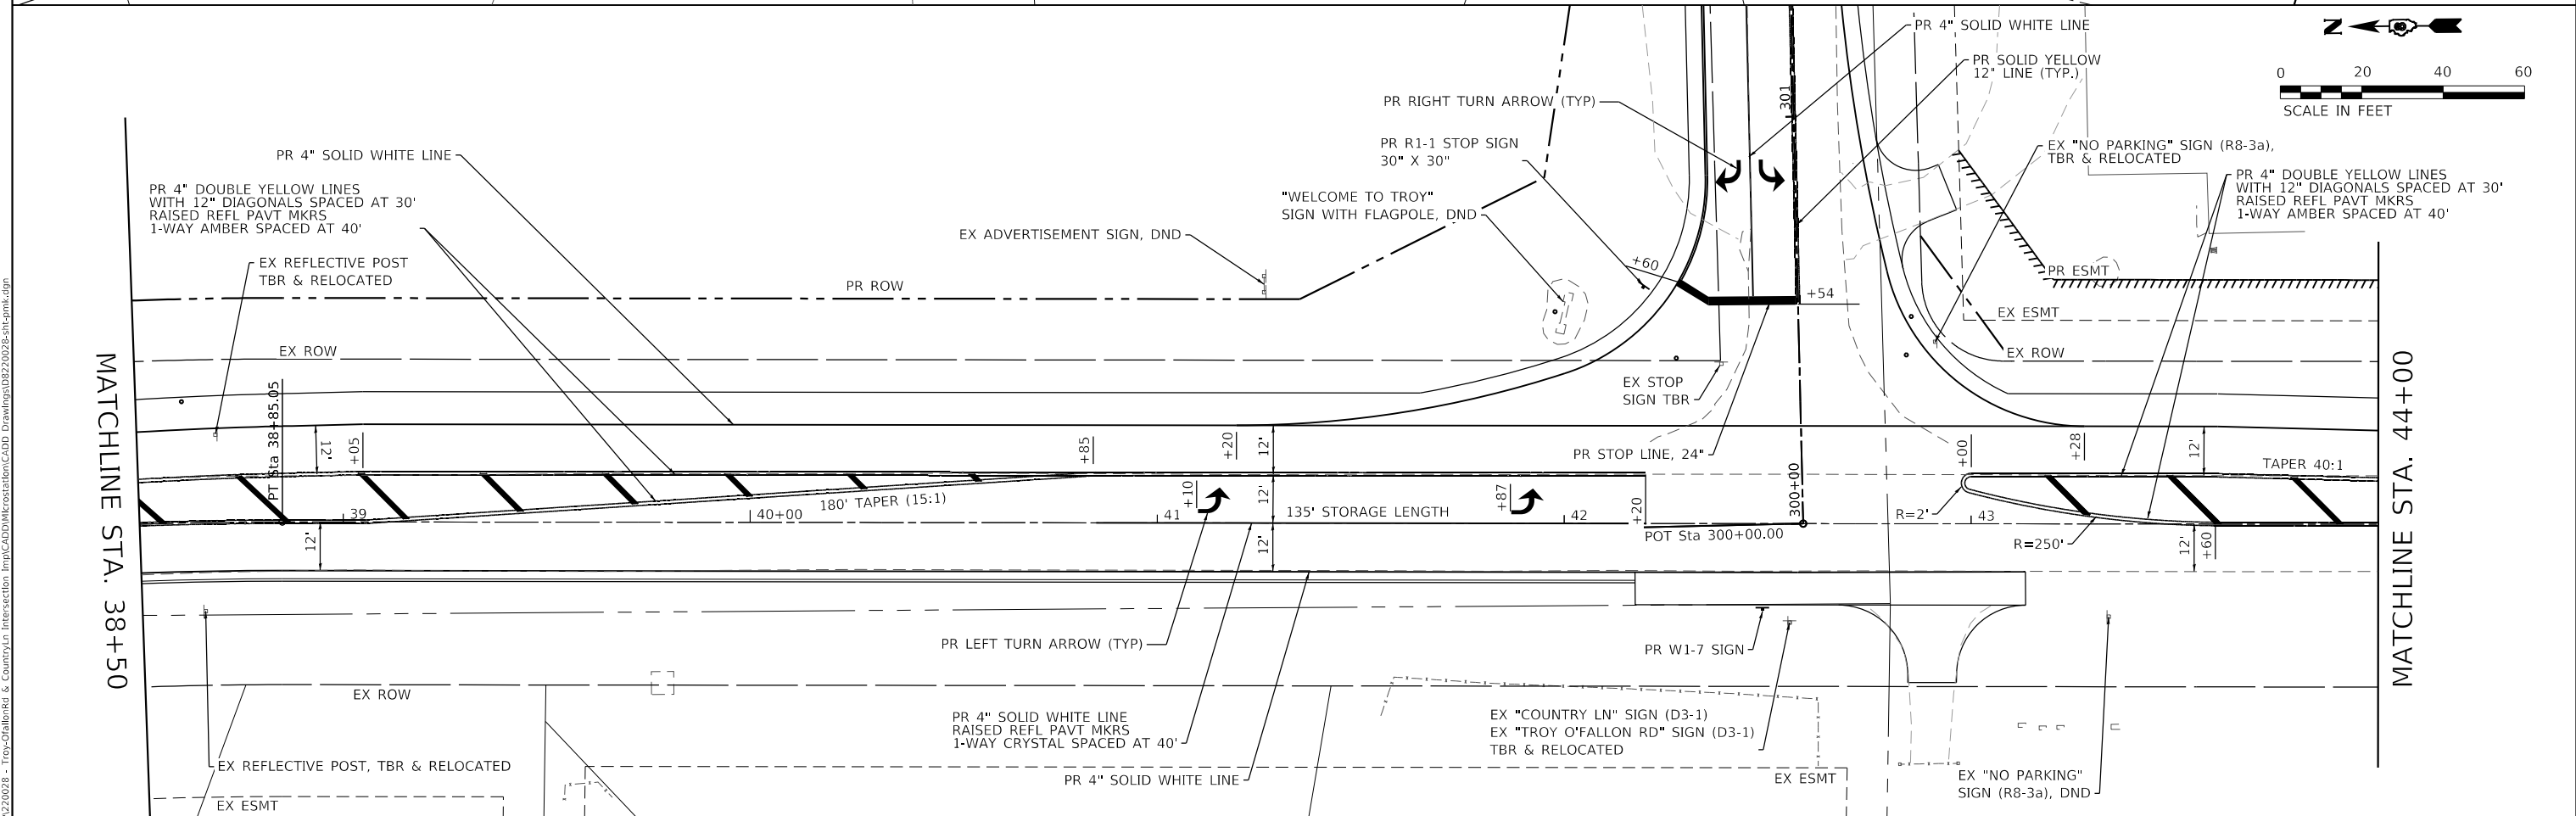 PR 4" SOLID WHITE LINE
PR SOLID YELLOW
12" LINE (TYP.)
N
0 20 40 60
SCALE IN FEET
301
PR RIGHT TURN ARROW (TYP)
PR R1-1 STOP SIGN
30" X 30"
"WELCOME TO TROY"
SIGN WITH FLAGPOLE, DND
EX ADVERTISEMENT SIGN, DND
PR 4" SOLID WHITE LINE
PR 4" DOUBLE YELLOW LINES
WITH 12" DIAGONALS SPACED AT 30'
RAISED REFL PAVT MKRS
1-WAY AMBER SPACED AT 40'
EX REFLECTIVE POST
TBR & RELOCATED
EX "NO PARKING" SIGN (R8-3a),
TBR & RELOCATED
PR 4" DOUBLE YELLOW LINES
WITH 12" DIAGONALS SPACED AT 30'
RAISED REFL PAVT MKRS
1-WAY AMBER SPACED AT 40'
PR ROW
+60
+54
PR ESMT
EX ESMT
EX ROW
EX ROW
EX STOP
SIGN TBR
PR STOP LINE, 24"
MATCHLINE STA. 38+50
PT Sta 38+85.05
12'
+05
+85
+20
12'
300+00
+00
+28
12'
TAPER 40:1
MATCHLINE STA. 44+00
39
40+00
180' TAPER (15:1)
41
+10
12'
135' STORAGE LENGTH
+87
42
+20
POT Sta 300+00.00
R=2'
43
R=250'
12'
+60
12'
12'
PR LEFT TURN ARROW (TYP)
PR W1-7 SIGN
EX ROW
PR 4" SOLID WHITE LINE
RAISED REFL PAVT MKRS
1-WAY CRYSTAL SPACED AT 40'
PR 4" SOLID WHITE LINE
EX "COUNTRY LN" SIGN (D3-1)
EX "TROY O'FALLON RD" SIGN (D3-1)
TBR & RELOCATED
EX REFLECTIVE POST, TBR & RELOCATED
EX ESMT
EX ESMT
EX "NO PARKING"
SIGN (R8-3a), DND